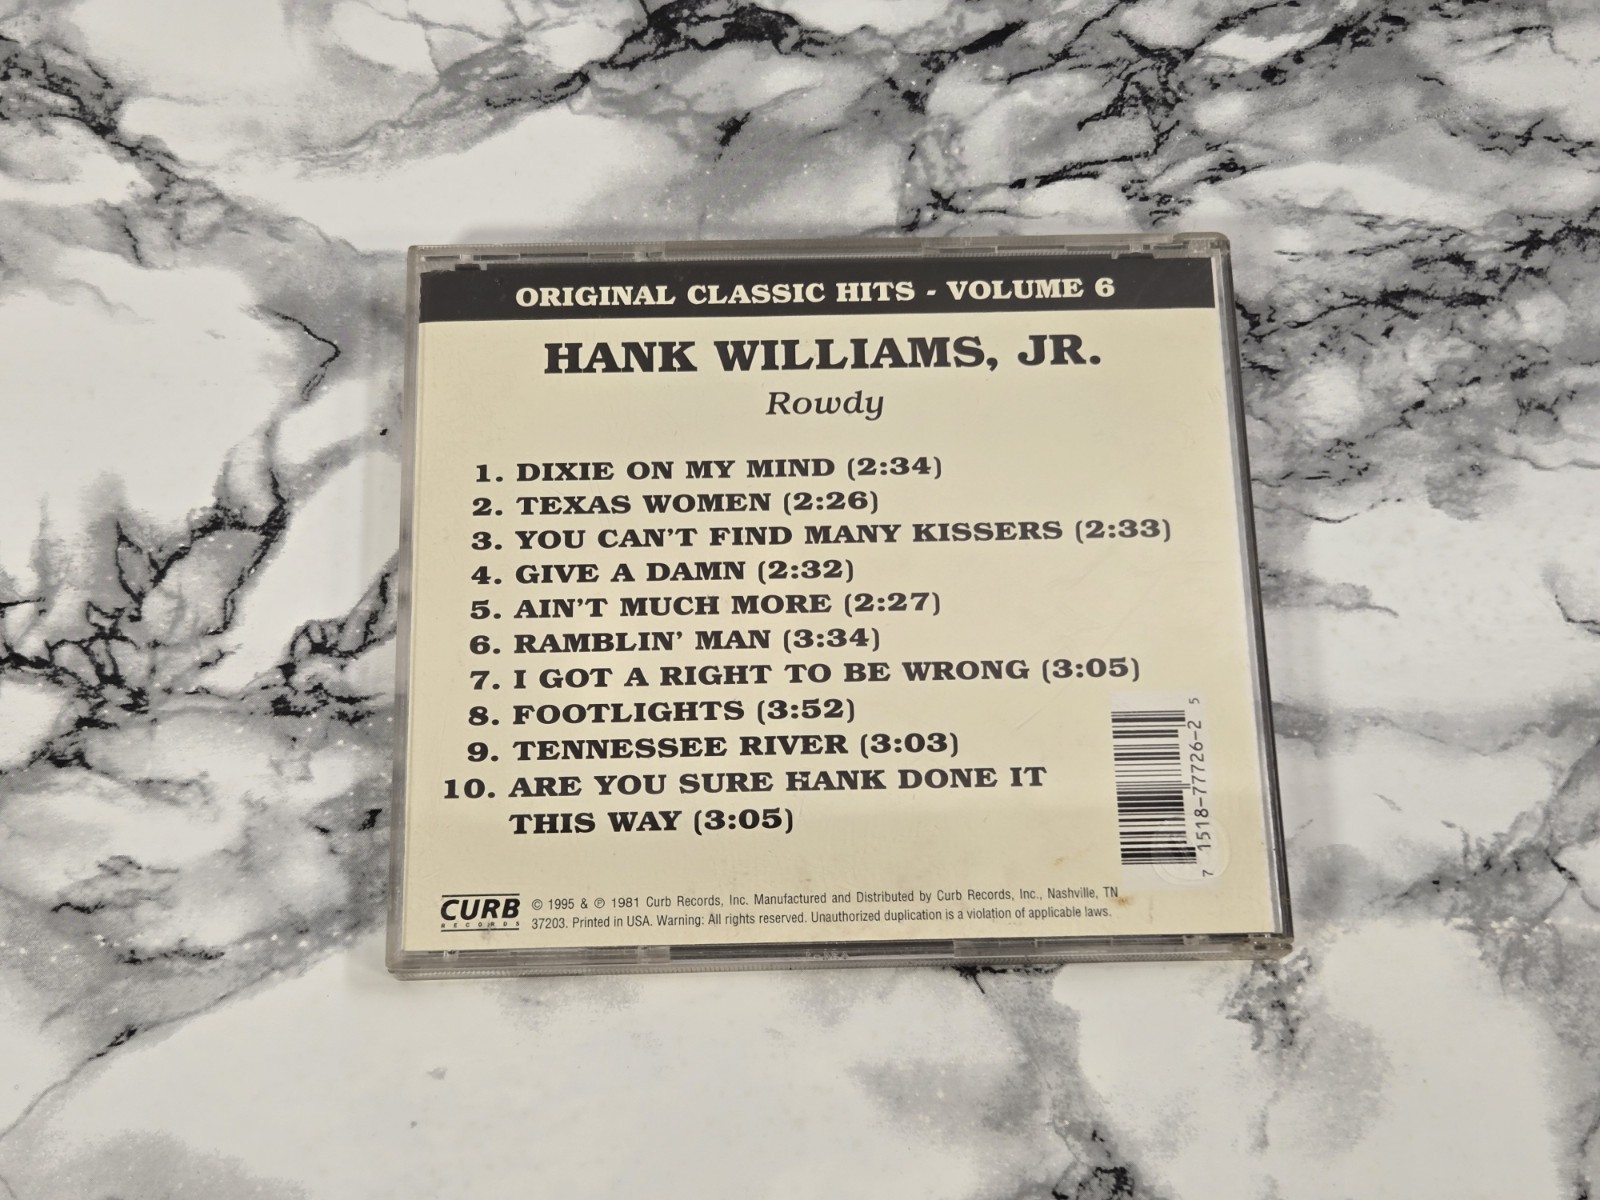 ORIGINAL CLASSIC HITS - VOLUME 6
HANK WILLIAMS, JR.
Rowdy
1. DIXIE ON MY MIND (2:34)
2. TEXAS WOMEN (2:26)
3. YOU CAN'T FIND MANY KISSERS (2:33)
4. GIVE A DAMN (2:32)
5. AIN'T MUCH MORE (2:27)
6. RAMBLIN' MAN (3:34)
7. I GOT A RIGHT TO BE WRONG (3:05)
8. FOOTLIGHTS (3:52)
9. TENNESSEE RIVER (3:03)
10. ARE YOU SURE HANK DONE IT
THIS WAY (3:05)
7 1518-77726-2 5
CURB
RECORDS
© 1995 & ℗ 1981 Curb Records, Inc. Manufactured and Distributed by Curb Records, Inc., Nashville, TN
37203. Printed in USA. Warning: All rights reserved. Unauthorized duplication is a violation of applicable laws.